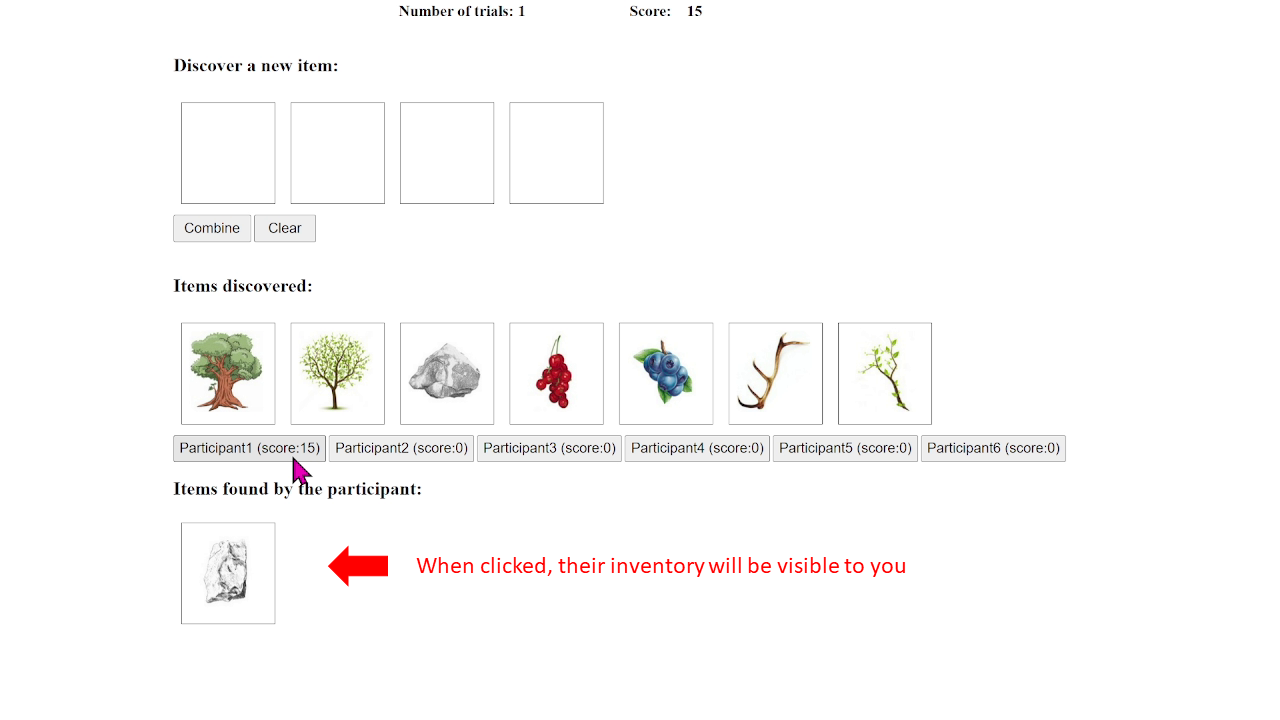 Number of trials: 1 Score: 15
Discover a new item:
Combine Clear
Items discovered:
Participant1 (score:15) Participant2 (score:0) Participant3 (score:0) Participant4 (score:0) Participant5 (score:0) Participant6 (score:0)
Items found by the participant:
When clicked, their inventory will be visible to you